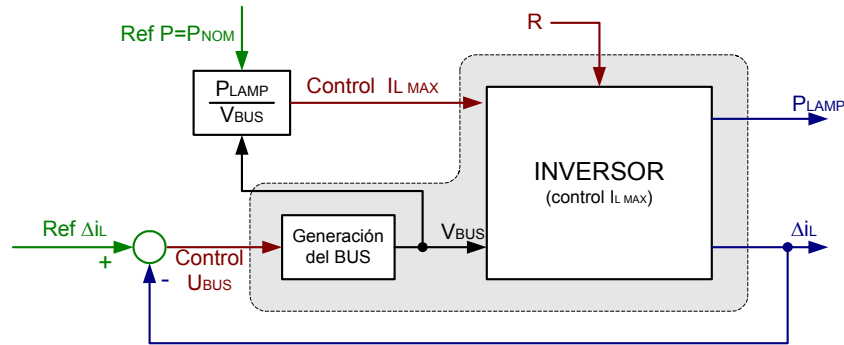 Ref P=PNOM
R
PLAMP
VBUS
Control IL MAX
PLAMP
INVERSOR
(control IL MAX)
Ref ΔiL
+
-
Control
UBUS
Generación
del BUS
VBUS
ΔiL